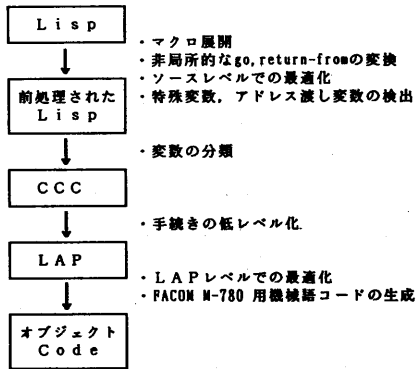 Ｌｉｓｐ
・マクロ展開
・非局所的なgo,return-fromの変換
・ソースレベルでの最適化
・特殊変数，アドレス渡し変数の検出
前処理された
Ｌｉｓｐ
・変数の分類
ＣＣＣ
・手続きの低レベル化.
ＬＡＰ
・ＬＡＰレベルでの最適化
・FACOM M-780 用機械語コードの生成
オブジェクト
Ｃｏｄｅ